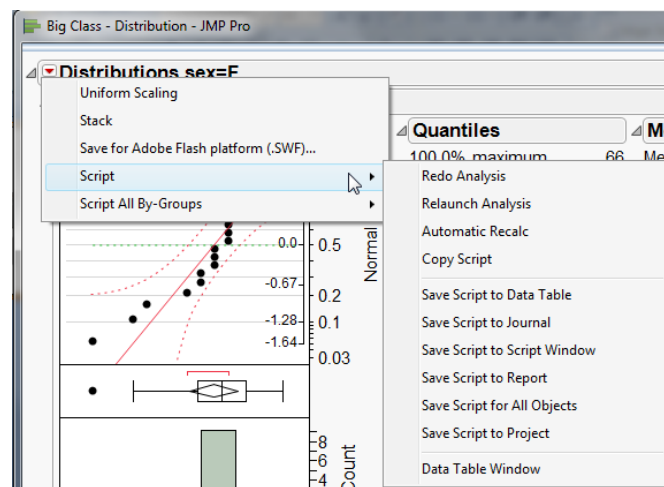 Big Class - Distribution - JMP Pro
Distributions sex=F
Uniform Scaling
Stack
Save for Adobe Flash platform (.SWF)...
Script
Script All By-Groups
Quantiles
100.0% maximum 66
Redo Analysis
Relaunch Analysis
Automatic Recalc
Copy Script
Save Script to Data Table
Save Script to Journal
Save Script to Script Window
Save Script to Report
Save Script for All Objects
Save Script to Project
Data Table Window
0.0
0.5
-0.67
0.2
-1.28
0.1
-1.64
0.03
Normal
8
6
4
Count